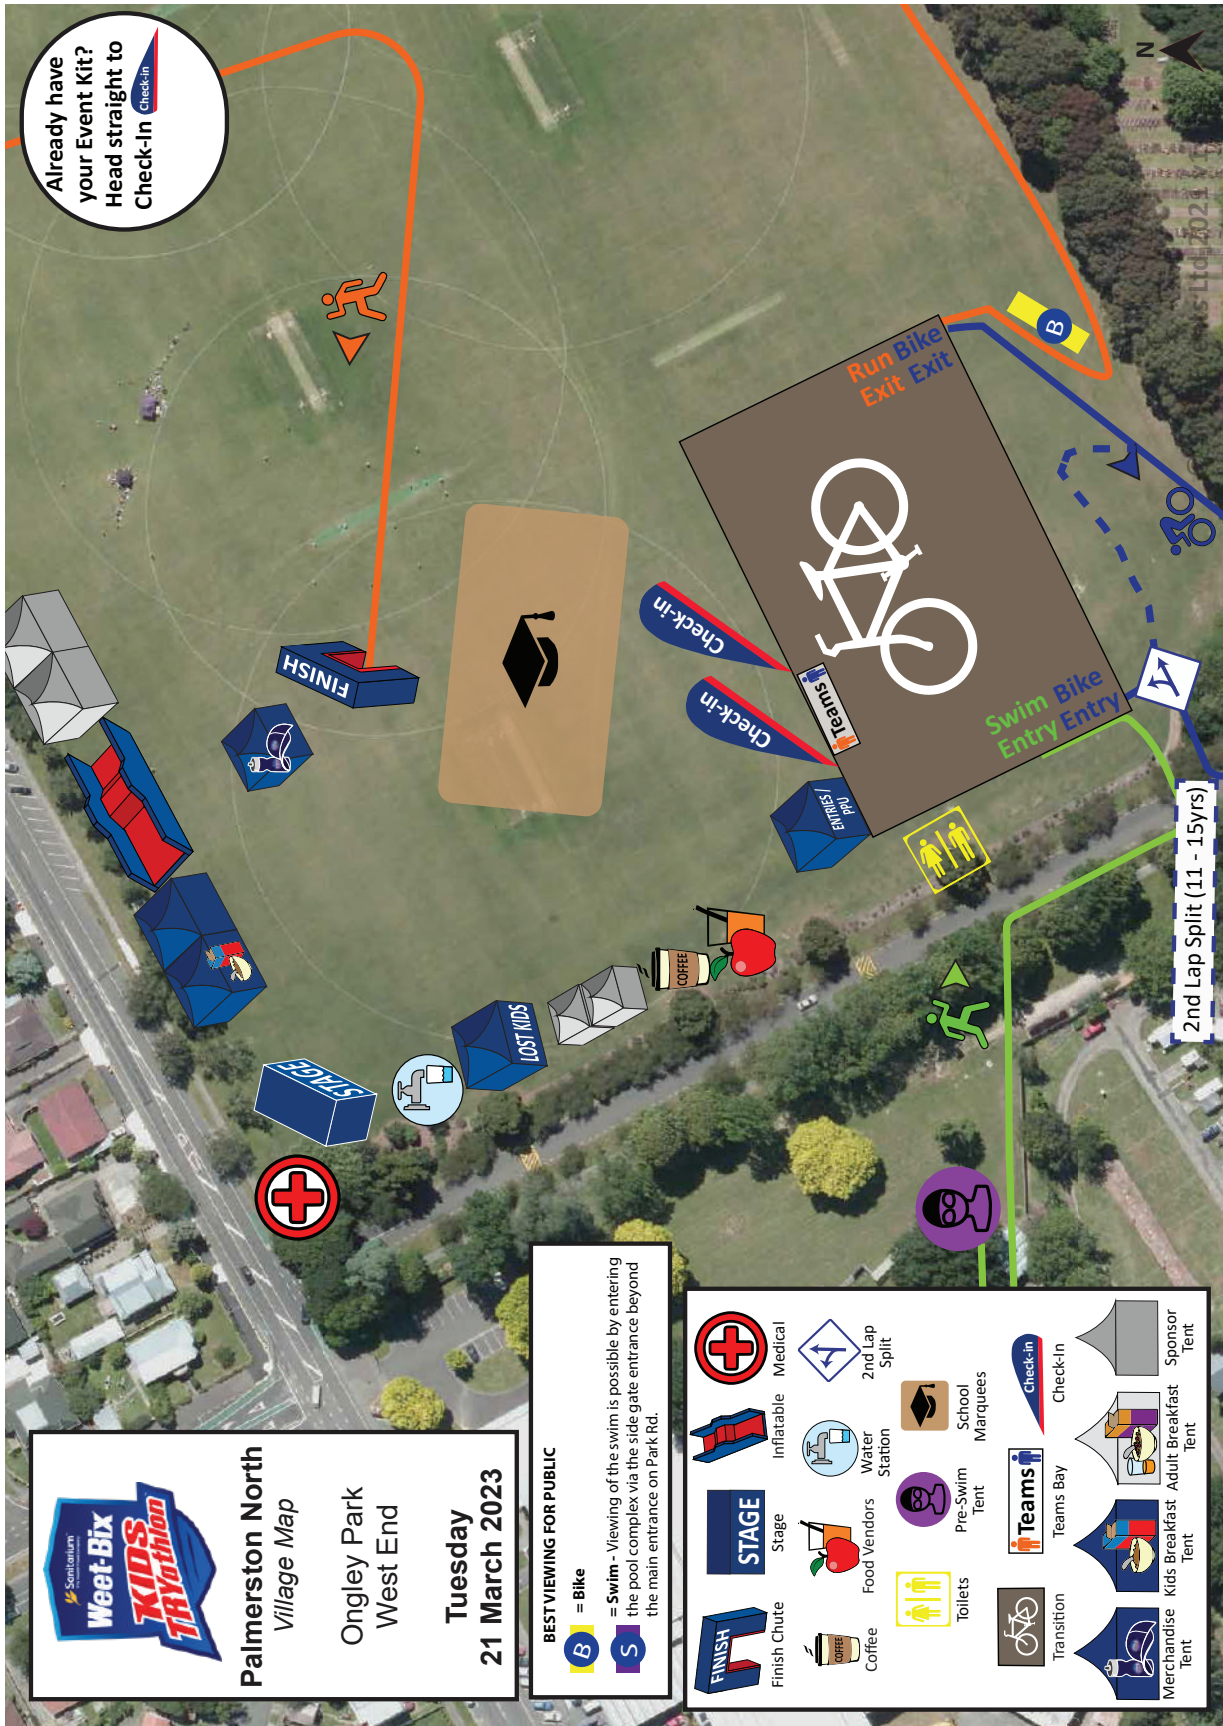 Sanitarium
Weet-Bix
KIDS
TRYathlon
Palmerston North
Village Map
Ongley Park
West End
Tuesday
21 March 2023
BEST VIEWING FOR PUBLIC
B = Bike
S = Swim - Viewing of the swim is possible by entering
the pool complex via the side gate entrance beyond
the main entrance on Park Rd.
FINISH
Finish Chute
STAGE
Stage
Inflatable
Medical
COFFEE
Coffee
Food Vendors
Water
Station
2nd Lap
Split
Toilets
Pre-Swim
Tent
School
Marquees
Transition
Teams
Teams Bay
Check-in
Check-In
Merchandise
Tent
Kids Breakfast
Tent
Adult Breakfast
Tent
Sponsor
Tent
STAGE
LOST KIDS
COFFEE
FINISH
ENTRIES /
PPU
Check-in
Check-in
Teams
Swim
Entry
Bike
Entry
Run
Exit
Bike
Exit
B
2nd Lap Split (11 - 15yrs)
Already have
your Event Kit?
Head straight to
Check-In
Check-in
N
s Ltd 2021